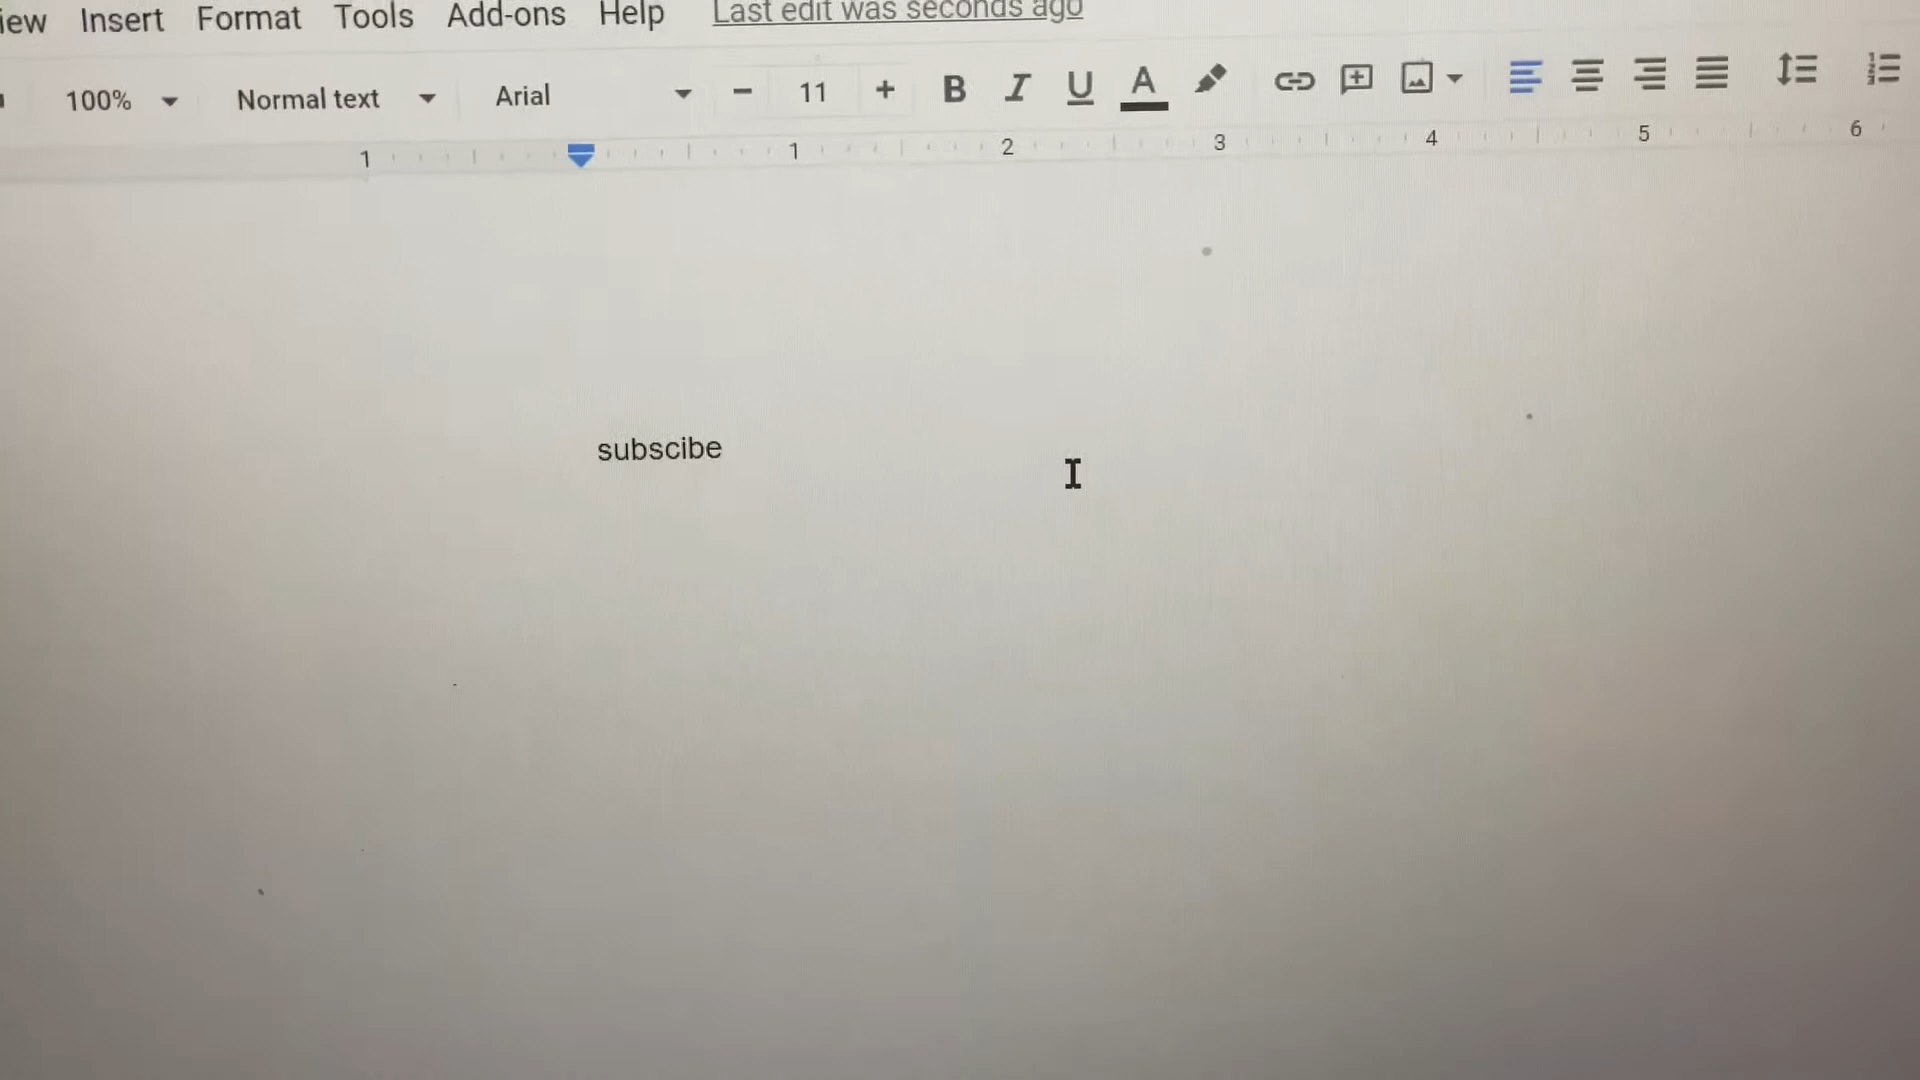 iew Insert Format Tools Add-ons Help Last edit was seconds ago
100% Normal text Arial 11 B I U A
1 1 2 3 4 5 6
subscibe